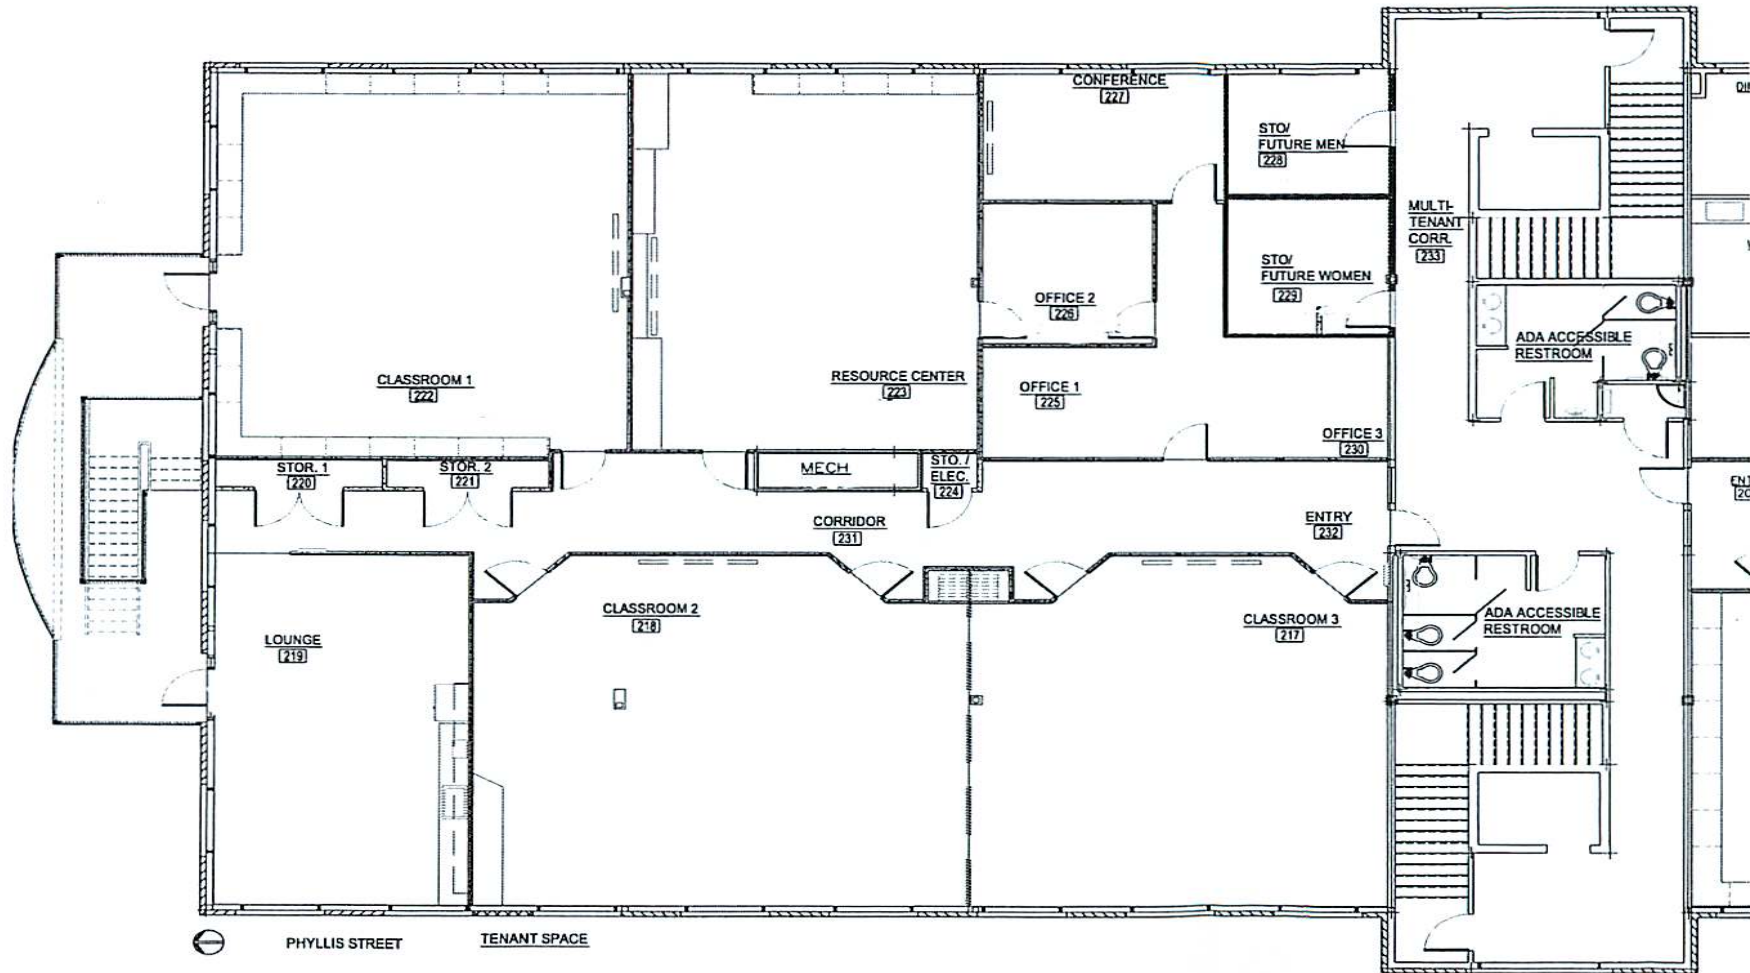 CONFERENCE
227
STO/
FUTURE MEN
228
MULTI-
TENANT
CORR.
233
STO/
FUTURE WOMEN
229
OFFICE 2
226
ADA ACCESSIBLE
RESTROOM
CLASSROOM 1
222
RESOURCE CENTER
223
OFFICE 1
225
OFFICE 3
230
STOR. 1
220
STOR. 2
221
MECH
STO. /
ELEC.
224
CORRIDOR
231
ENTRY
232
CLASSROOM 2
218
CLASSROOM 3
217
ADA ACCESSIBLE
RESTROOM
LOUNGE
219
PHYLLIS STREET
TENANT SPACE